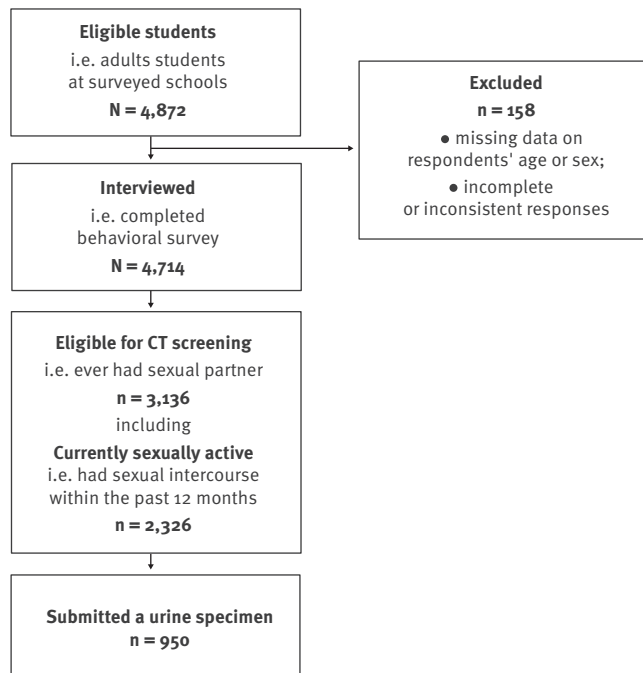 Eligible students
i.e. adults students
at surveyed schools
N = 4,872
Excluded
n = 158
● missing data on
respondents' age or sex;
● incomplete
or inconsistent responses
Interviewed
i.e. completed
behavioral survey
N = 4,714
Eligible for CT screening
i.e. ever had sexual partner
n = 3,136
including
Currently sexually active
i.e. had sexual intercourse
within the past 12 months
n = 2,326
Submitted a urine specimen
n = 950